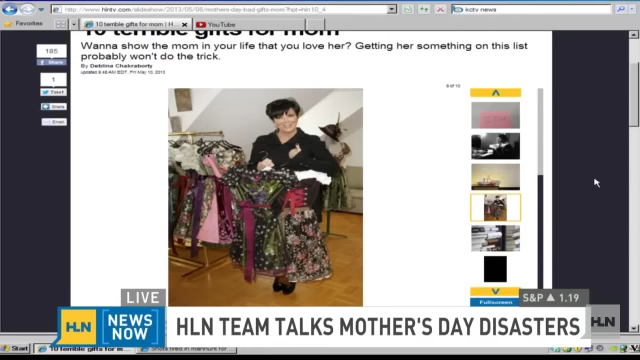 http://www.hlntv.com/slideshow/2013/05/08/mothers-day-bad-gifts-mom?hpt=hln10_4
kctv news
Favorites
10 terrible gifts for mom | H...
YouTube
10 terrible gifts for mom
Wanna show the mom in your life that you love her? Getting her something on this list
probably won't do the trick.
By Debtina Chakraborty
updated 9:48 AM EDT, Fri May 10, 2013
185
Share
1
Tweet
Share
Email
6 of 10
Fullscreen
LIVE
S&P ▲ 1.19
HLN NEWS NOW
HLN TEAM TALKS MOTHER'S DAY DISASTERS
HLN
Start
10 terrible gifts for mo...